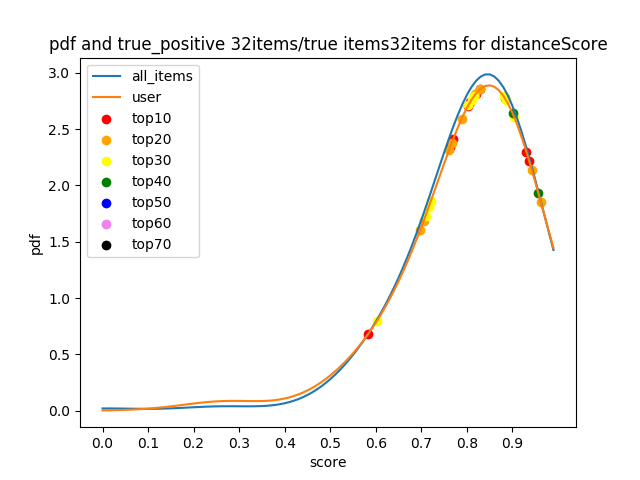 pdf and true_positive 32items/true items32items for distanceScore
3.0
2.5
2.0
1.5
1.0
0.5
0.0
pdf
all_items
user
top10
top20
top30
top40
top50
top60
top70
0.0 0.1 0.2 0.3 0.4 0.5 0.6 0.7 0.8 0.9
score